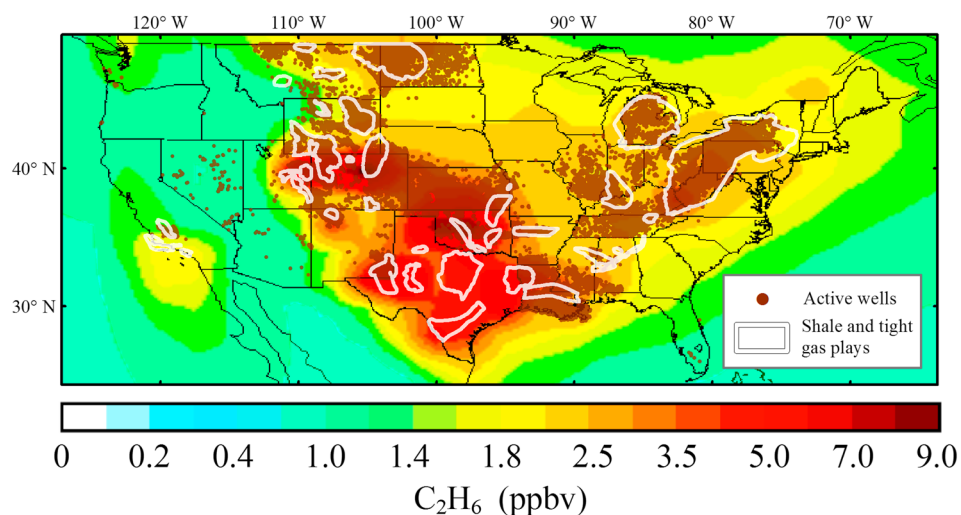 120° W 110° W 100° W 90° W 80° W 70° W
40° N
30° N
Active wells
Shale and tight
gas plays
0 0.2 0.4 1.0 1.4 1.8 2.5 3.5 5.0 7.0 9.0
C₂H₆ (ppbv)